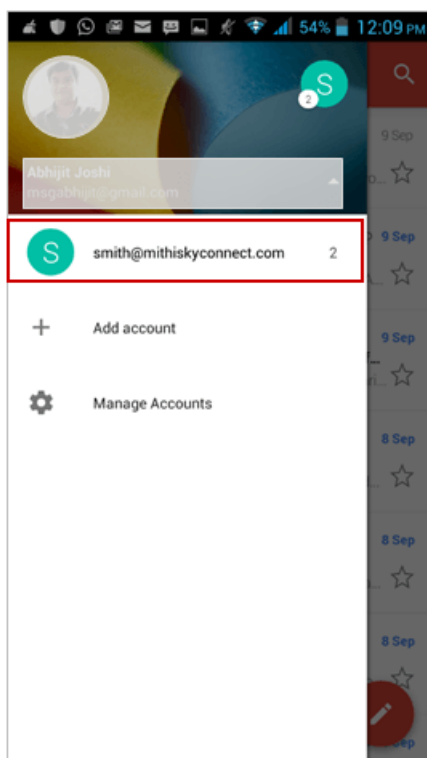 54% 12:09 PM
S
2
9 Sep
Abhijit Joshi
msgabhijit@gmail.com
9 Sep
S smith@mithiskyconnect.com 2
Add account
9 Sep
Manage Accounts
8 Sep
8 Sep
8 Sep